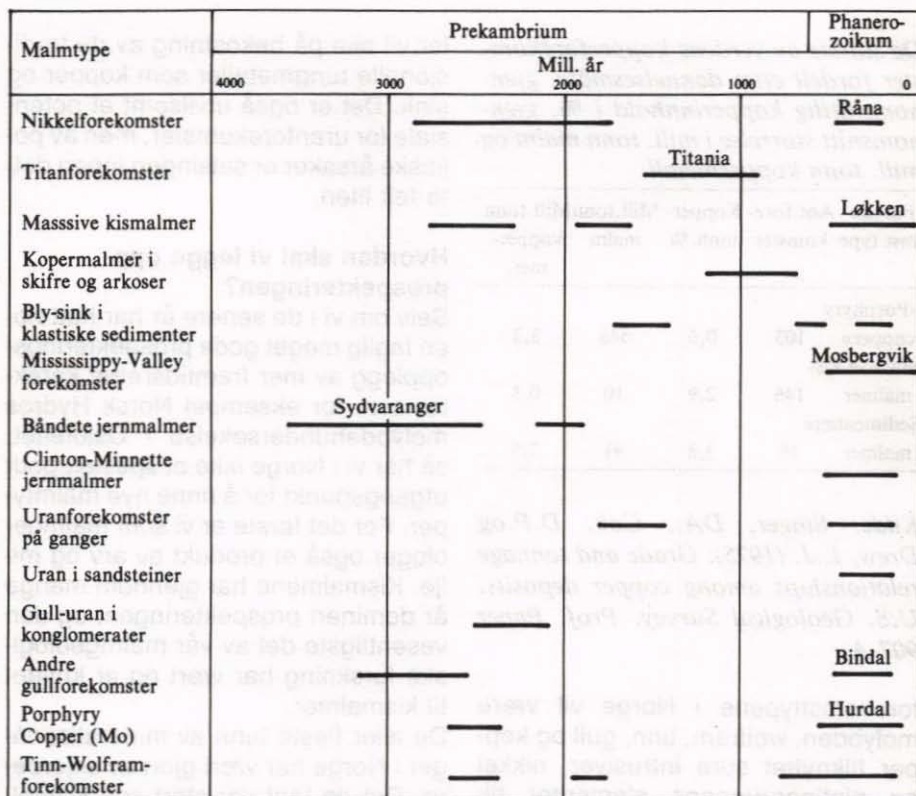 Malmtype
Prekambrium
Phanero-
zoikum
Mill. år
4000 3000 2000 1000 0
Nikkelforekomster
Råna
Titanforekomster
Titania
Masssive kismalmer
Løkken
Kopermalmer i
skifre og arkoser
Bly-sink i
klastiske sedimenter
Mississippy-Valley
forekomster
Mosbergvik
Båndete jernmalmer
Sydvaranger
Clinton-Minnette
jernmalmer
Uranforekomster
på ganger
Uran i sandsteiner
Gull-uran i
konglomerater
Andre
gullforekomster
Bindal
Porphyry
Copper (Mo)
Hurdal
Tinn-Wolfram-
forekomster